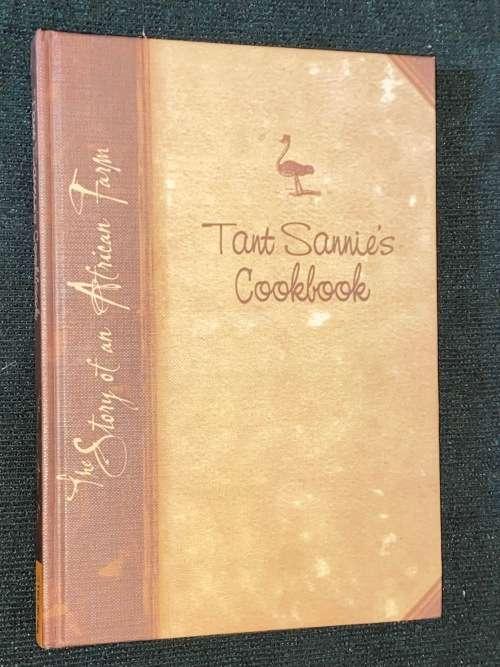 Tant Sannie's
Cookbook
The Story of an African Farm